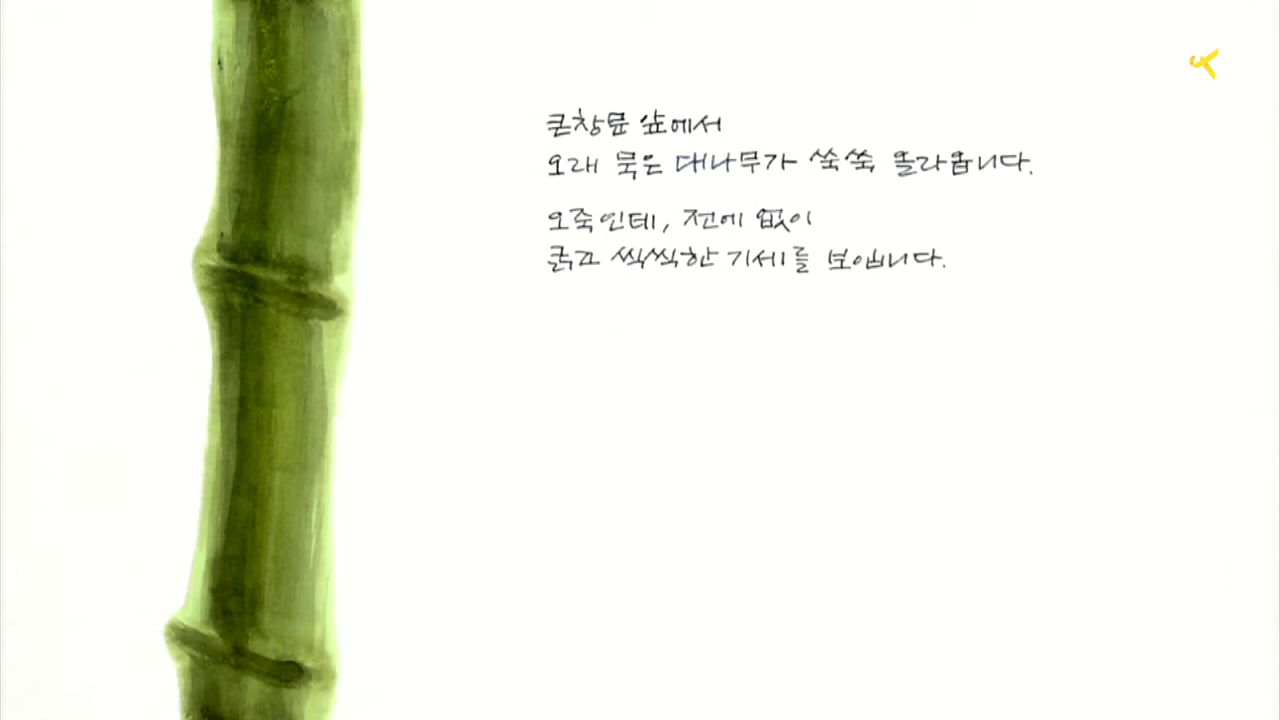 큰창문 앞에서
오래 묵은 대나무가 쑥쑥 올라옵니다.
오죽인데, 전에 없이
굵고 씩씩한 기세를 보입니다.